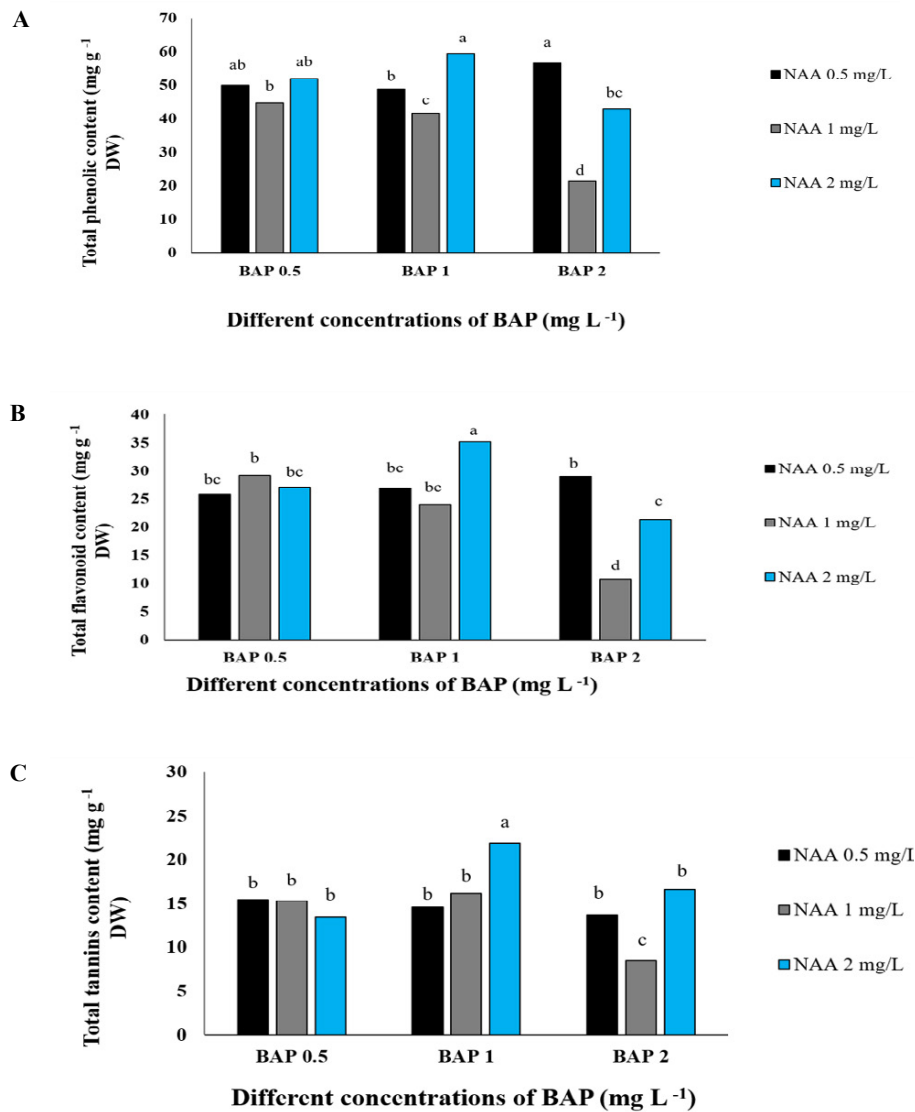 A
Total phenolic content (mg g -1
DW)
70
60
50
40
30
20
10
0
ab
b
ab
b
c
a
a
d
bc
BAP 0.5
BAP 1
BAP 2
Different concentrations of BAP (mg L -1)
NAA 0.5 mg/L
NAA 1 mg/L
NAA 2 mg/L
B
Total flavonoid content (mg g -1
DW)
40
35
30
25
20
15
10
5
0
bc
b
bc
bc
bc
a
b
d
c
BAP 0.5
BAP 1
BAP 2
Different concentrations of BAP (mg L -1)
NAA 0.5 mg/L
NAA 1 mg/L
NAA 2 mg/L
C
Total tannins content (mg g -1
DW)
30
25
20
15
10
5
0
b
b
b
b
b
a
b
c
b
BAP 0.5
BAP 1
BAP 2
Different concentrations of BAP (mg L -1)
NAA 0.5 mg/L
NAA 1 mg/L
NAA 2 mg/L